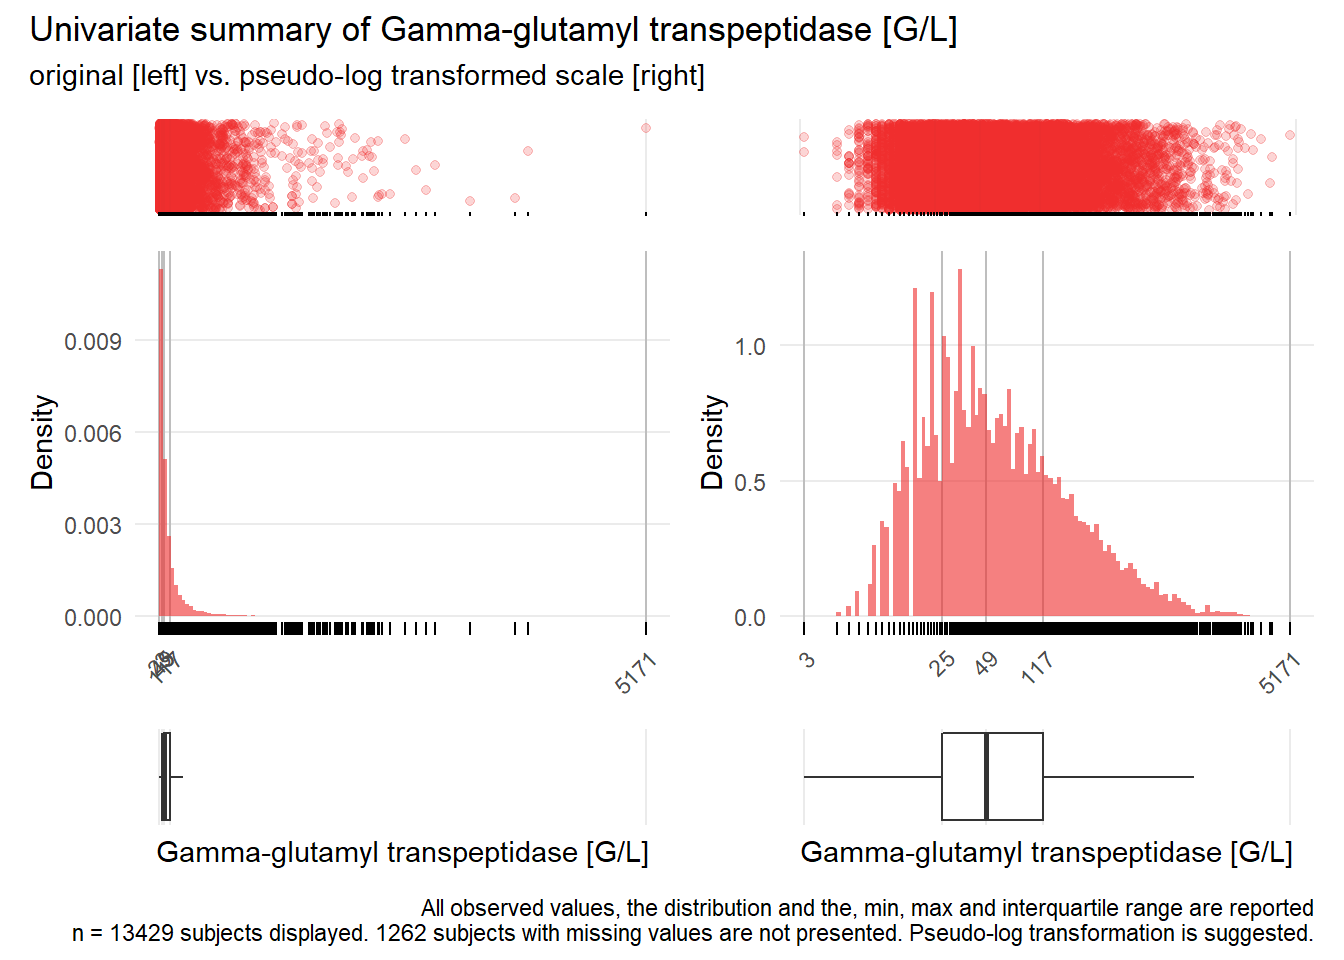 Univariate summary of Gamma-glutamyl transpeptidase [G/L]
original [left] vs. pseudo-log transformed scale [right]
Density
0.009
0.006
0.003
0.000
117
5171
Gamma-glutamyl transpeptidase [G/L]
Density
1.0
0.5
0.0
3
25
49
117
5171
Gamma-glutamyl transpeptidase [G/L]
All observed values, the distribution and the, min, max and interquartile range are reported
n = 13429 subjects displayed. 1262 subjects with missing values are not presented. Pseudo-log transformation is suggested.